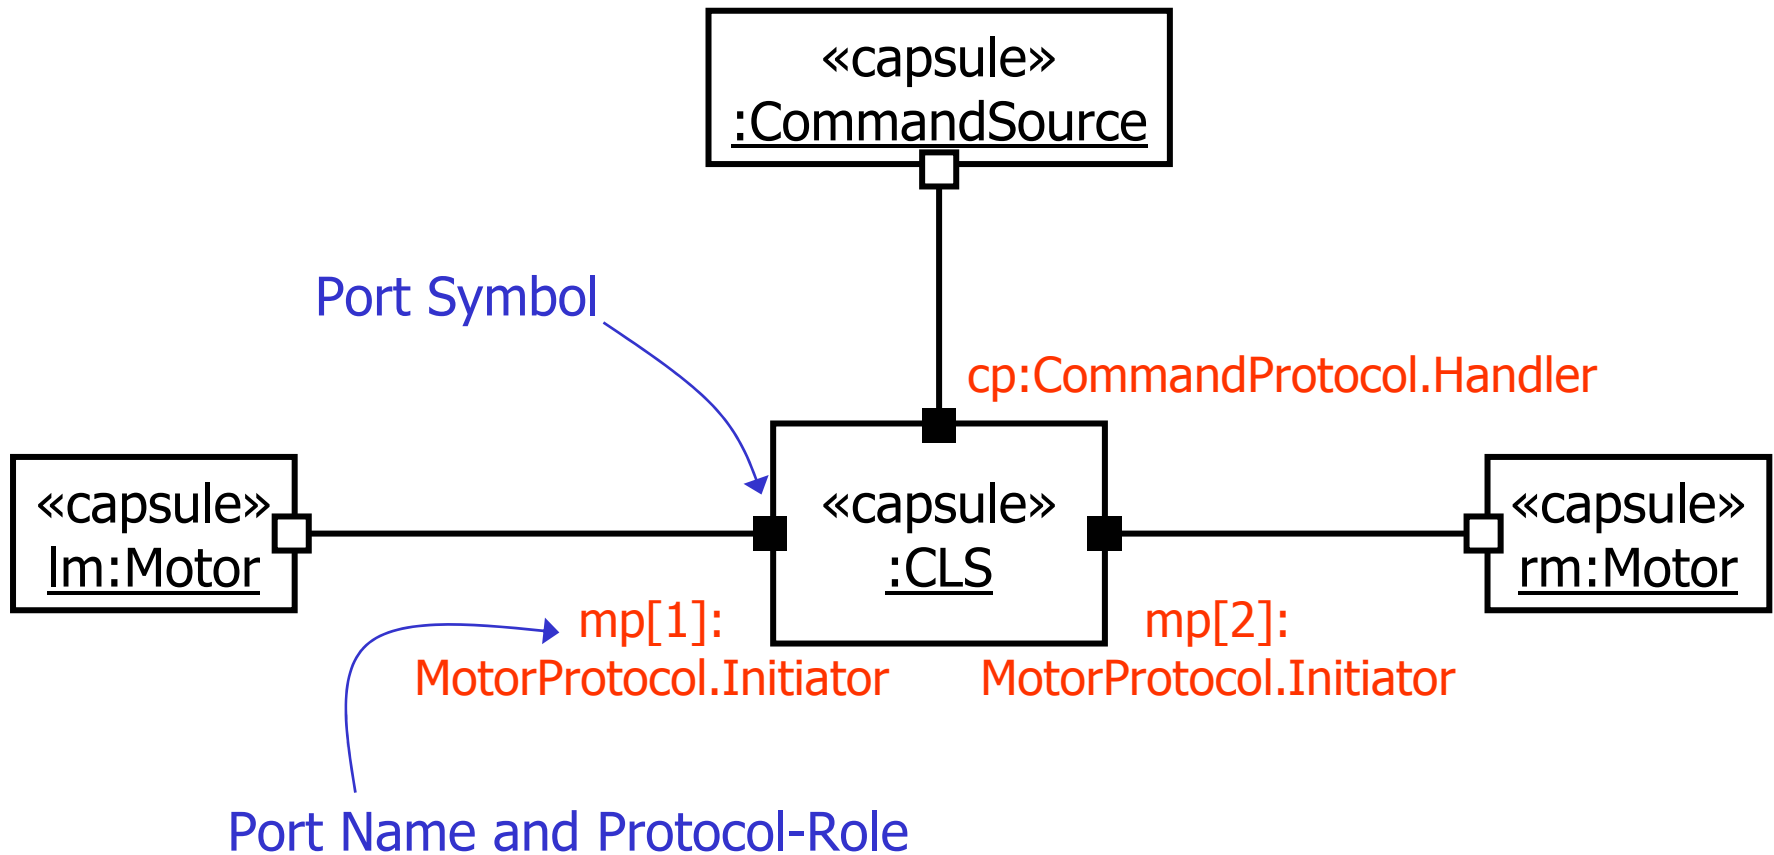 «capsule»
:CommandSource
Port Symbol
cp:CommandProtocol.Handler
«capsule»
lm:Motor
«capsule»
:CLS
«capsule»
rm:Motor
mp[1]:
MotorProtocol.Initiator
mp[2]:
MotorProtocol.Initiator
Port Name and Protocol-Role